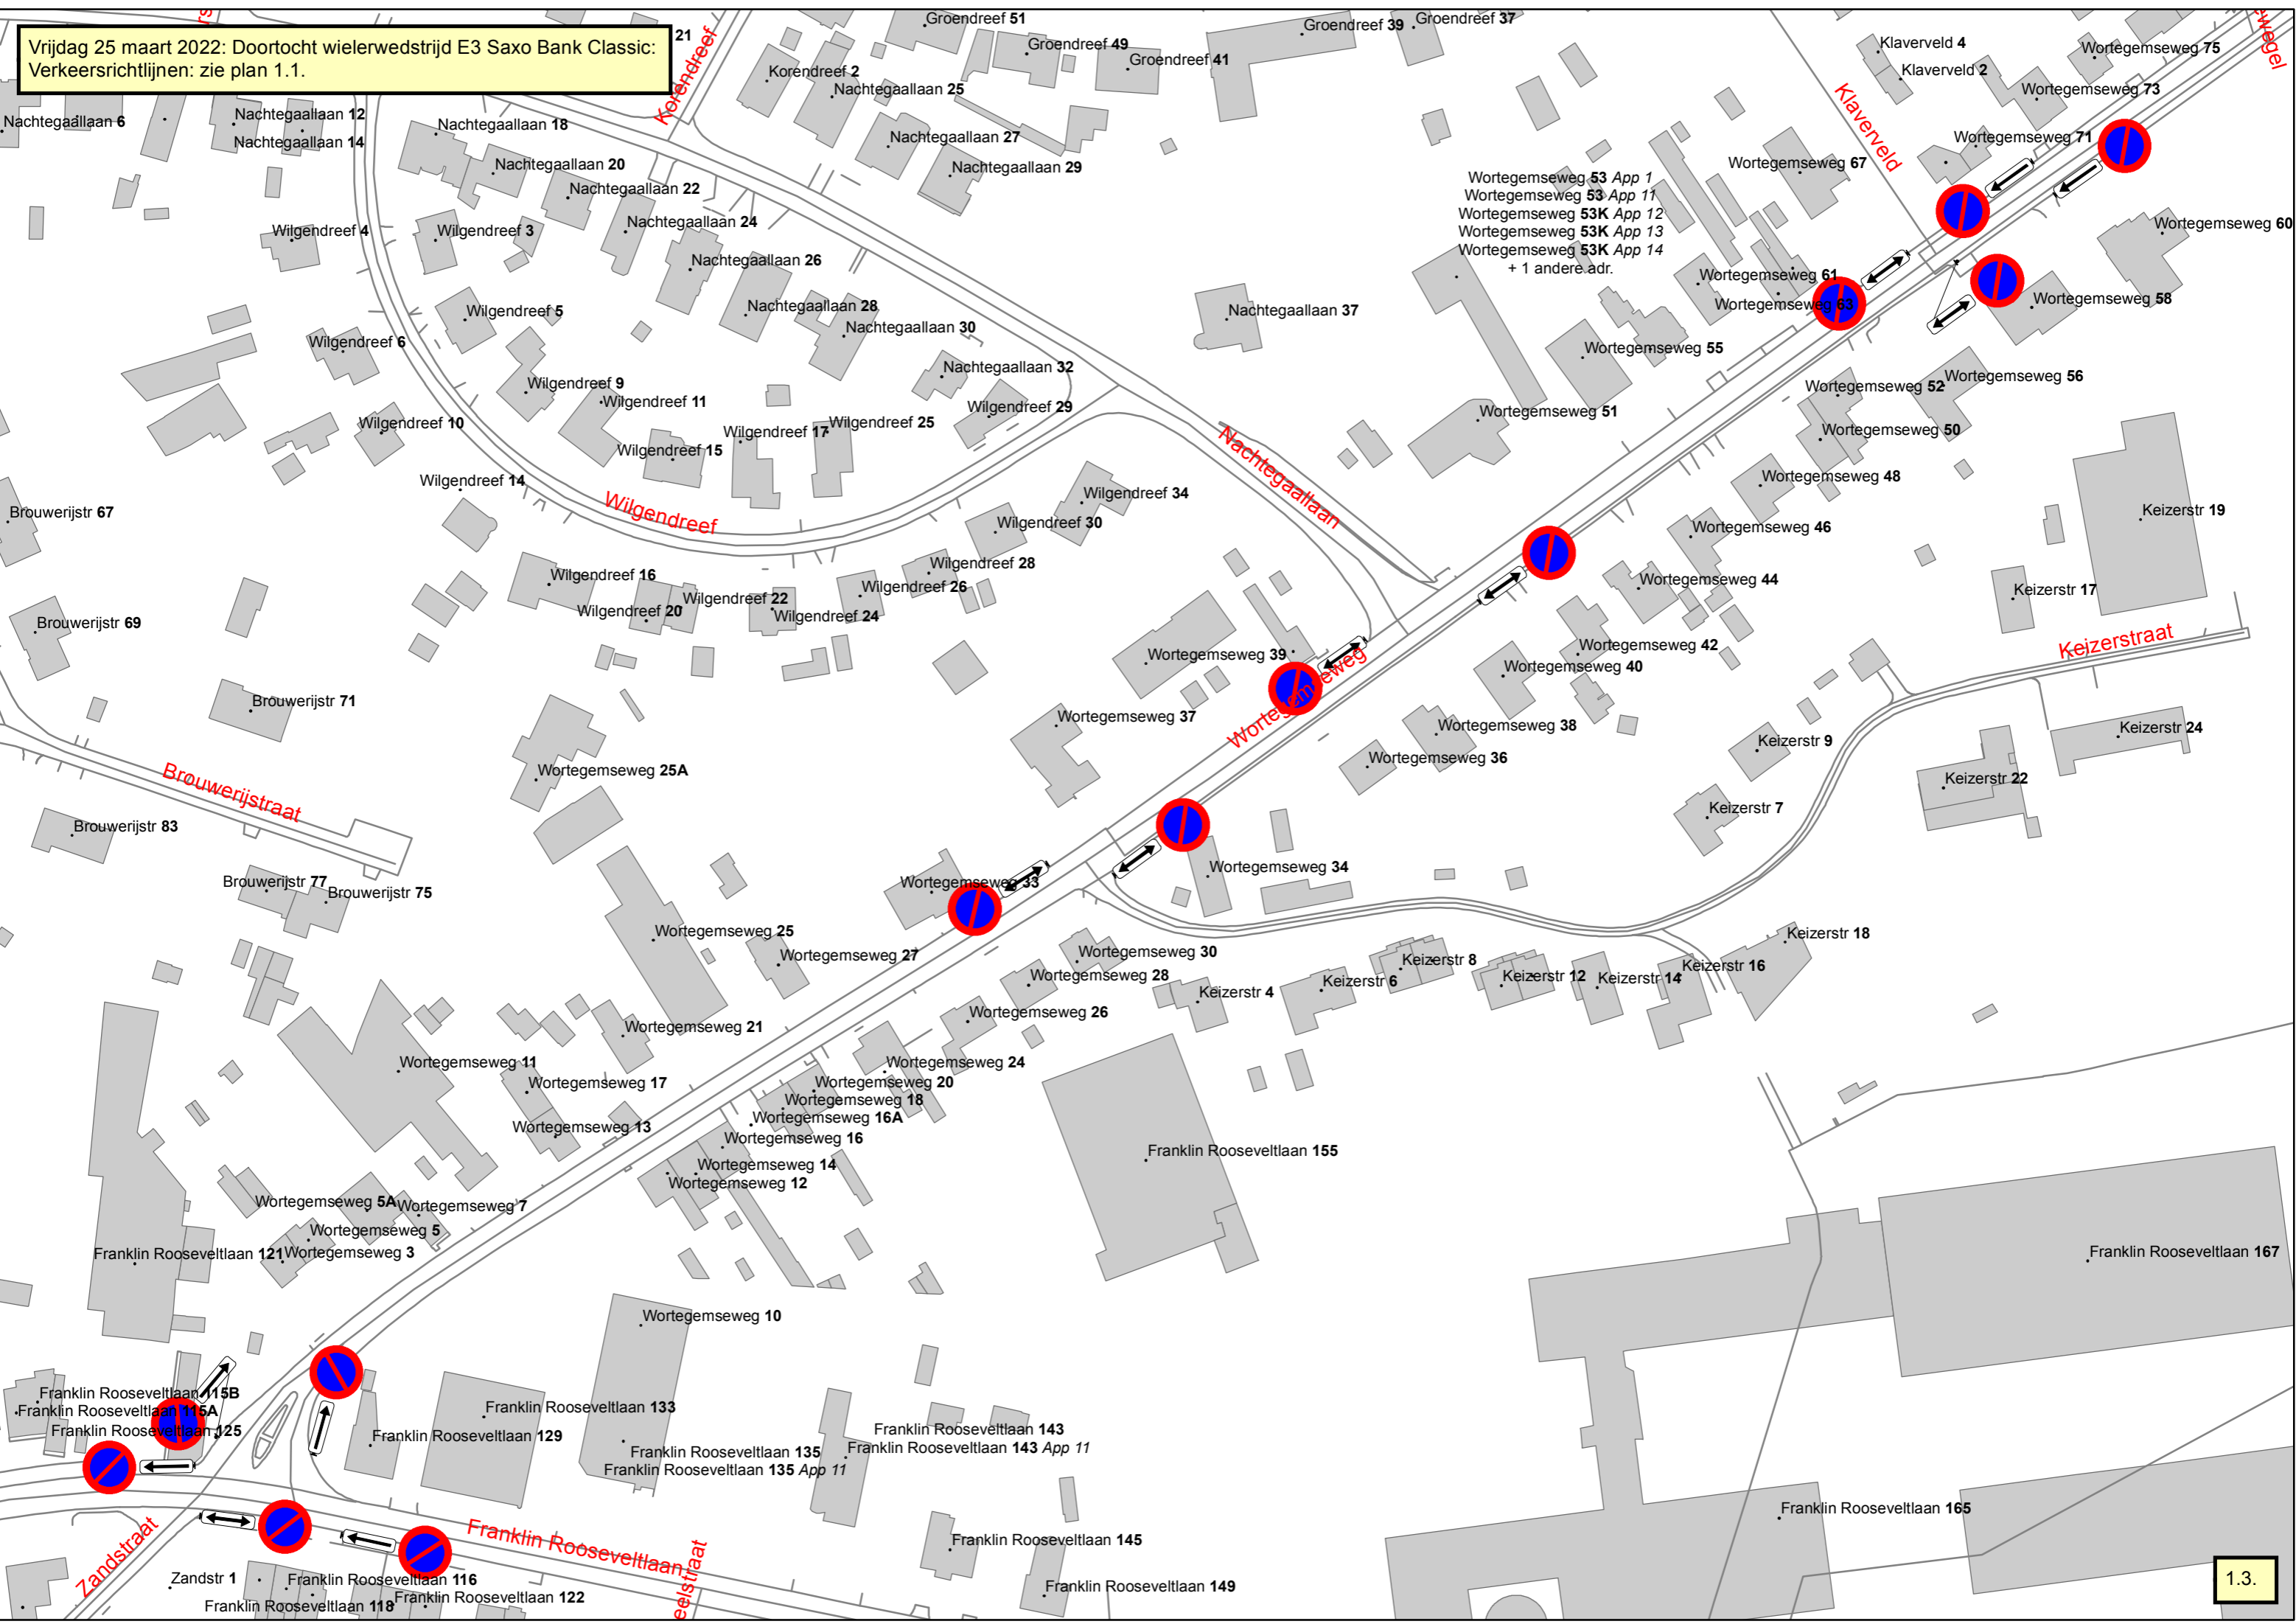 Vrijdag 25 maart 2022: Doortocht wielerwedstrijd E3 Saxo Bank Classic:
Verkeersrichtlijnen: zie plan 1.1.
21
Korendreef
Korendreef 2
Groendreef 51
Groendreef 49
Groendreef 41
Groendreef 39
Groendreef 37
Klaverveld 4
Klaverveld 2
Klaverveld
Wortegemseweg 75
Wortegemseweg 73
Wortegemseweg 71
Wortegemseweg 67
Nachtegaallaan 6
Nachtegaallaan 12
Nachtegaallaan 14
Nachtegaallaan 18
Nachtegaallaan 20
Nachtegaallaan 22
Nachtegaallaan 24
Nachtegaallaan 25
Nachtegaallaan 27
Nachtegaallaan 29
Nachtegaallaan 26
Nachtegaallaan 28
Nachtegaallaan 30
Nachtegaallaan 32
Nachtegaallaan 37
Nachtegaallaan
Wortegemseweg 53 App 1
Wortegemseweg 53 App 11
Wortegemseweg 53K App 12
Wortegemseweg 53K App 13
Wortegemseweg 53K App 14
+ 1 andere adr.
Wortegemseweg 61
Wortegemseweg 63
Wortegemseweg 60
Wortegemseweg 58
Wortegemseweg 56
Wortegemseweg 55
Wortegemseweg 52
Wortegemseweg 51
Wortegemseweg 50
Wortegemseweg 48
Wortegemseweg 46
Wortegemseweg 44
Wortegemseweg 42
Wortegemseweg 40
Wortegemseweg 38
Wortegemseweg 36
Wortegemseweg 34
Wortegemseweg 39
Wortegemseweg 37
Wortegemseweg
Wortegemseweg 33
Wilgendreef 4
Wilgendreef 3
Wilgendreef 5
Wilgendreef 6
Wilgendreef 9
Wilgendreef 11
Wilgendreef 10
Wilgendreef 15
Wilgendreef 17
Wilgendreef 25
Wilgendreef 29
Wilgendreef 14
Wilgendreef
Wilgendreef 34
Wilgendreef 30
Wilgendreef 28
Wilgendreef 26
Wilgendreef 16
Wilgendreef 22
Wilgendreef 20
Wilgendreef 24
Brouwerijstr 67
Brouwerijstr 69
Brouwerijstr 71
Brouwerijstraat
Brouwerijstr 83
Brouwerijstr 77
Brouwerijstr 75
Keizerstr 19
Keizerstr 17
Keizerstraat
Keizerstr 24
Keizerstr 22
Keizerstr 9
Keizerstr 7
Keizerstr 18
Keizerstr 16
Keizerstr 14
Keizerstr 12
Keizerstr 8
Keizerstr 6
Keizerstr 4
Wortegemseweg 25A
Wortegemseweg 25
Wortegemseweg 27
Wortegemseweg 30
Wortegemseweg 28
Wortegemseweg 26
Wortegemseweg 24
Wortegemseweg 21
Wortegemseweg 11
Wortegemseweg 17
Wortegemseweg 13
Wortegemseweg 20
Wortegemseweg 18
Wortegemseweg 16A
Wortegemseweg 16
Wortegemseweg 14
Wortegemseweg 12
Wortegemseweg 5A
Wortegemseweg 7
Wortegemseweg 5
Wortegemseweg 3
Wortegemseweg 10
Franklin Rooseveltlaan 121
Franklin Rooseveltlaan 155
Franklin Rooseveltlaan 167
Franklin Rooseveltlaan 165
Franklin Rooseveltlaan 115B
Franklin Rooseveltlaan 115A
Franklin Rooseveltlaan 125
Franklin Rooseveltlaan 129
Franklin Rooseveltlaan 133
Franklin Rooseveltlaan 135
Franklin Rooseveltlaan 135 App 11
Franklin Rooseveltlaan 143
Franklin Rooseveltlaan 143 App 11
Franklin Rooseveltlaan 145
Franklin Rooseveltlaan 149
Franklin Rooseveltlaan
Zandstraat
Zandstr 1
Franklin Rooseveltlaan 116
Franklin Rooseveltlaan 118
Franklin Rooseveltlaan 122
eelstraat
1.3.